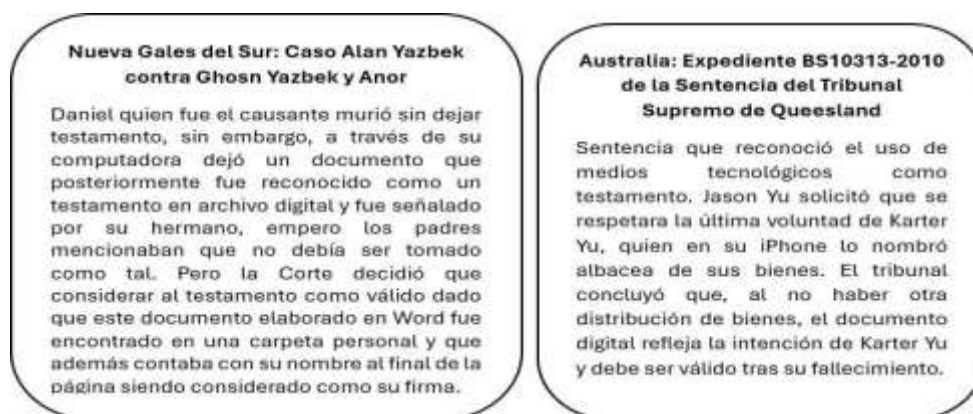 Nueva Gales del Sur: Caso Alan Yazbek
contra Ghosn Yazbek y Anor
Daniel quien fue el causante murió sin dejar
testamento, sin embargo, a través de su
computadora dejó un documento que
posteriormente fue reconocido como un
testamento en archivo digital y fue señalado
por su hermano, empero los padres
mencionaban que no debía ser tomado
como tal. Pero la Corte decidió que
considerar al testamento como válido dado
que este documento elaborado en Word fue
encontrado en una carpeta personal y que
además contaba con su nombre al final de la
página siendo considerado como su firma.
Australia: Expediente BS10313-2010
de la Sentencia del Tribunal
Supremo de Queesland
Sentencia que reconoció el uso de
medios tecnológicos como
testamento. Jason Yu solicitó que se
respetara la última voluntad de Karter
Yu, quien en su iPhone lo nombró
albacea de sus bienes. El tribunal
concluyó que, al no haber otra
distribución de bienes, el documento
digital refleja la intención de Karter Yu
y debe ser válido tras su fallecimiento.